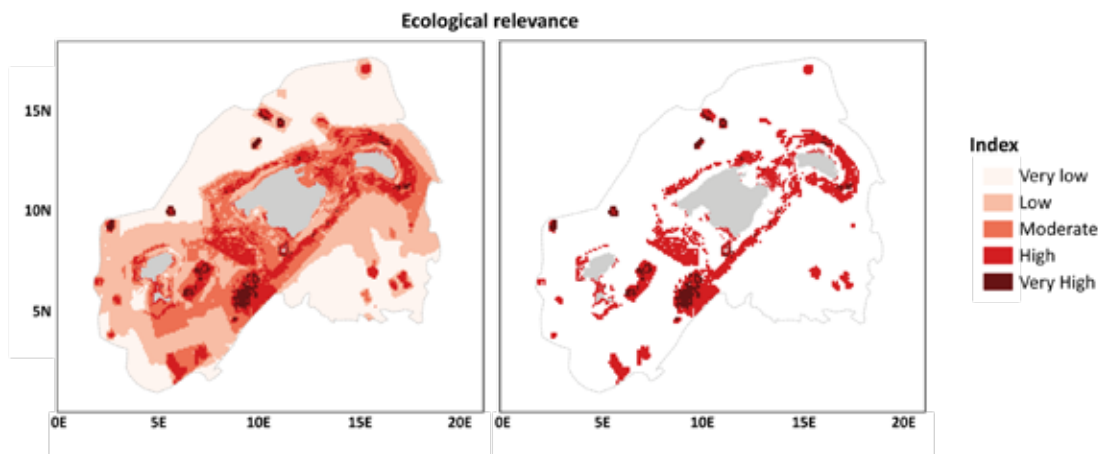 Ecological relevance
15N
10N
5N
0E 5E 10E 15E 20E
0E 5E 10E 15E 20E
Index
Very low
Low
Moderate
High
Very High